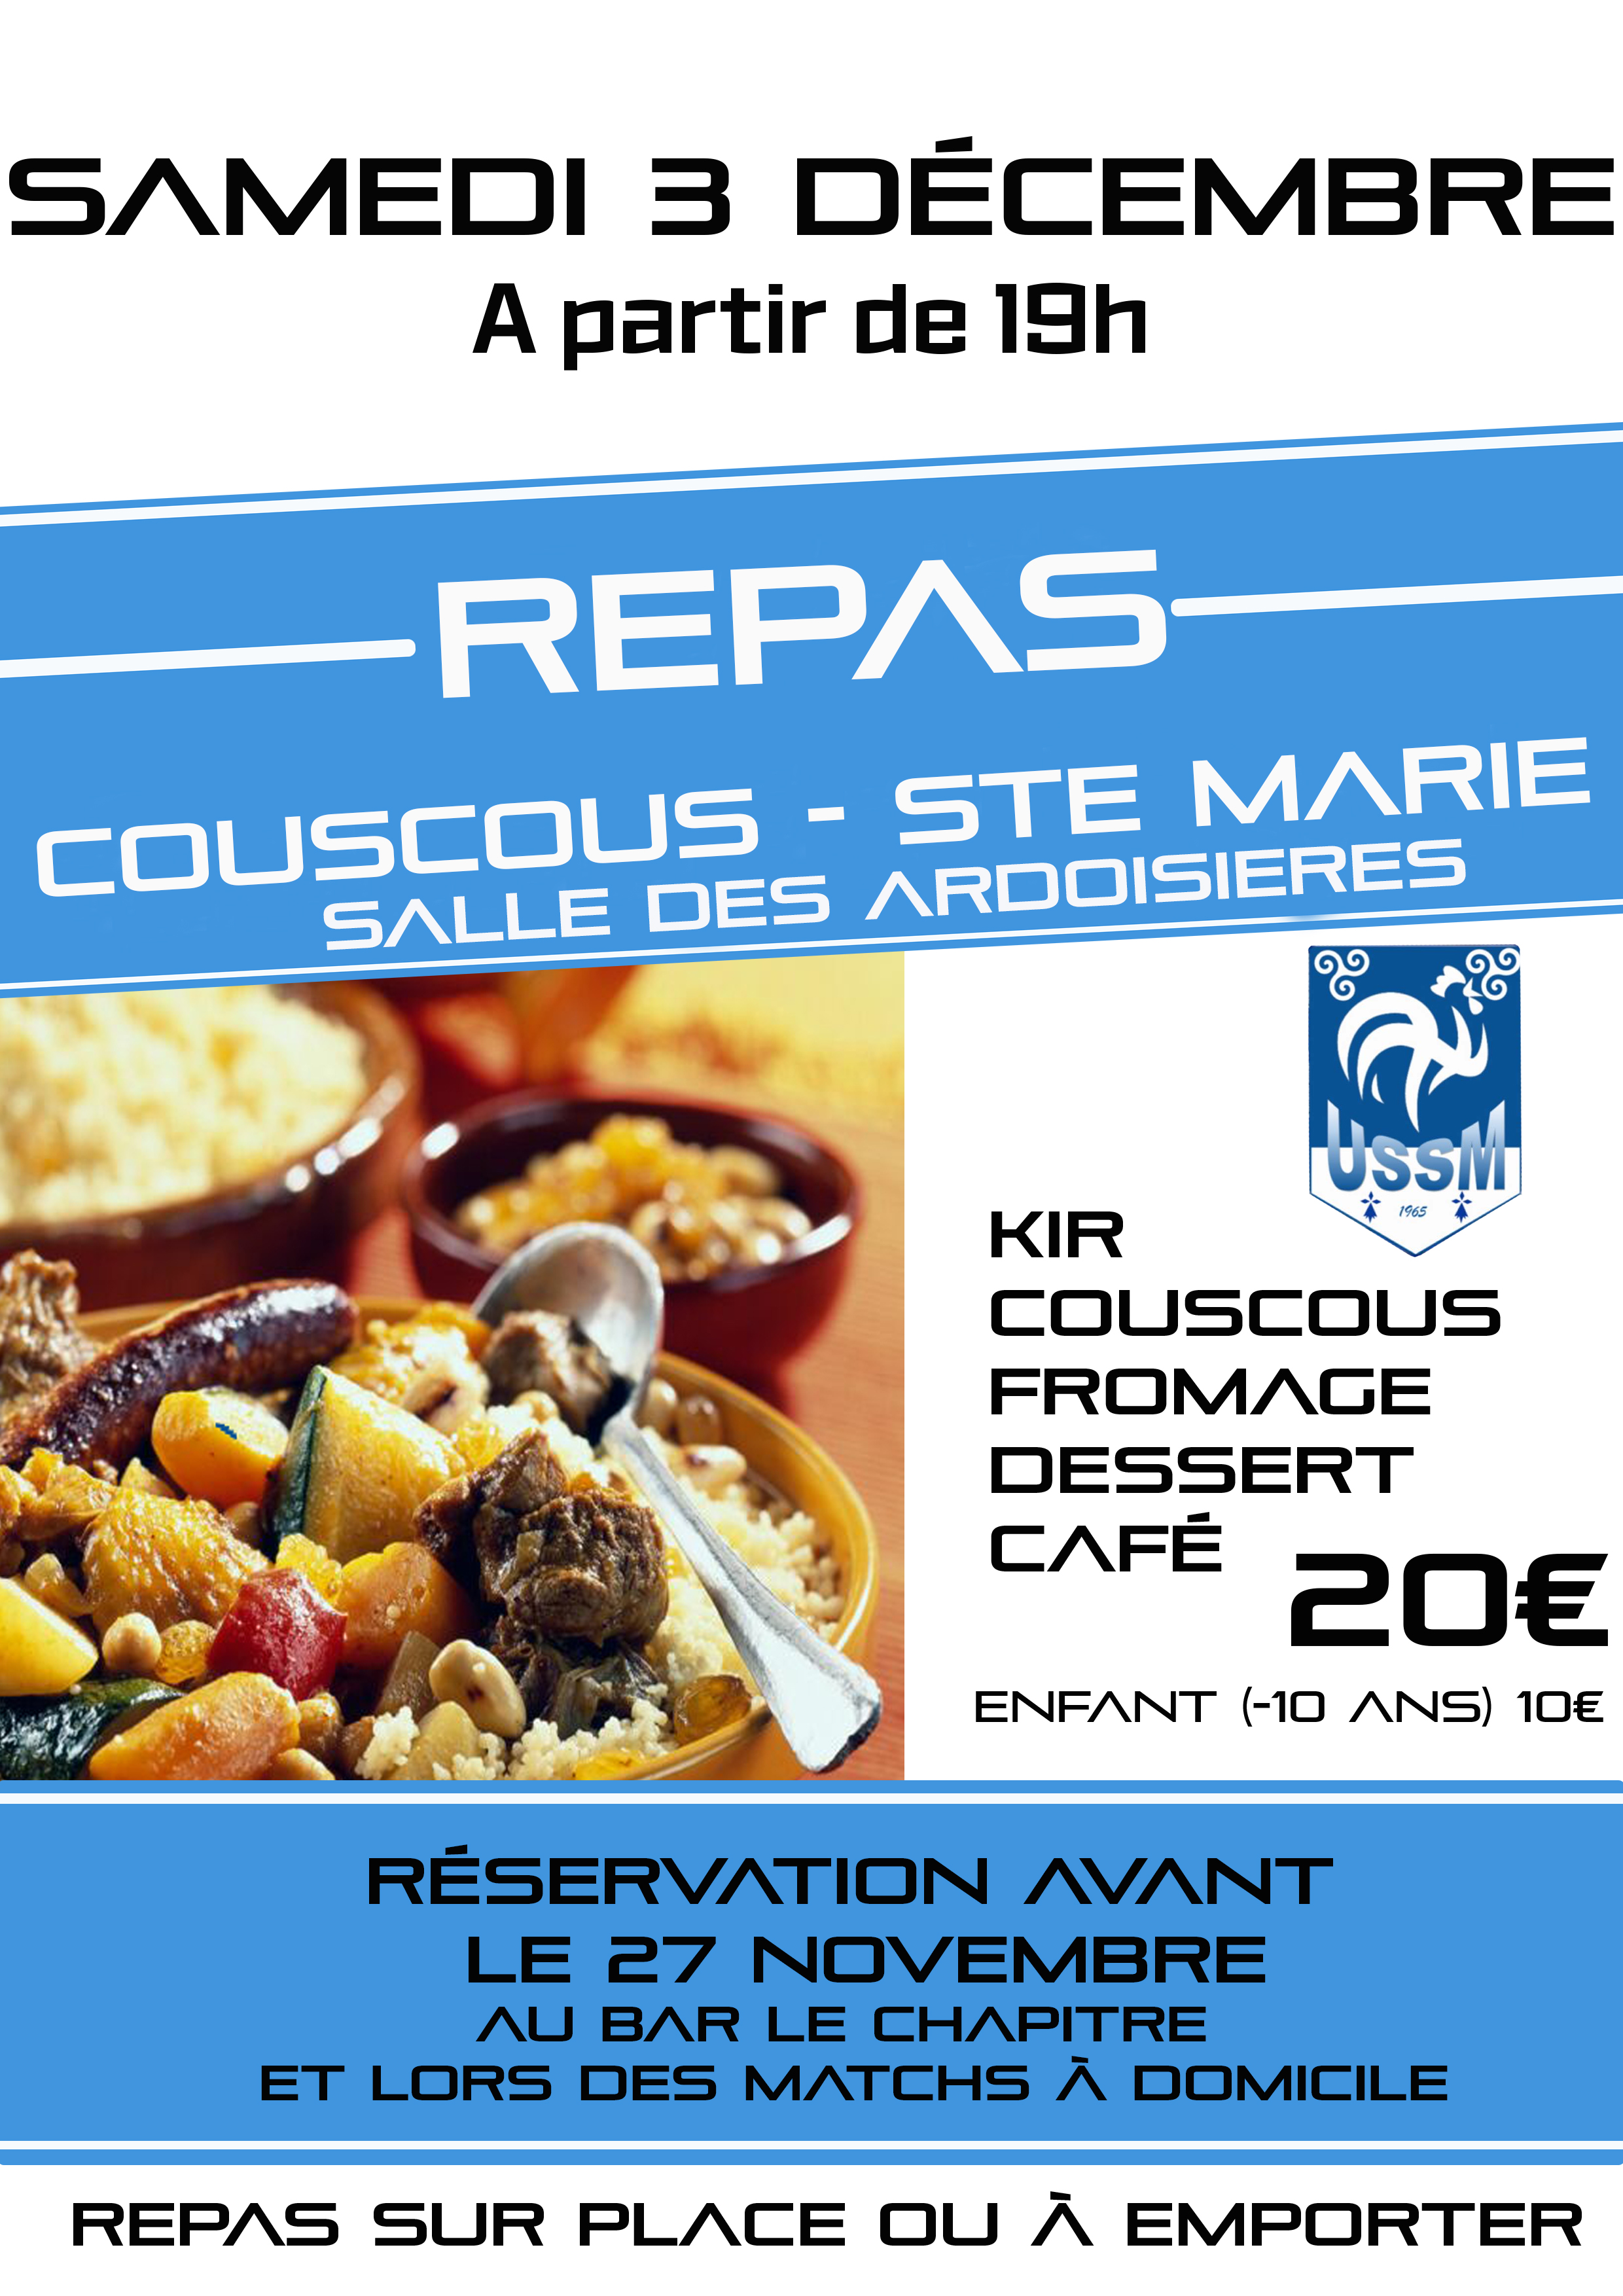 SAMEDI 3 DÉCEMBRE
A partir de 19h
REPAS
COUSCOUS - STE MARIE
SALLE DES ARDOISIERES
USSM
1965
KIR
COUSCOUS
FROMAGE
DESSERT
CAFÉ
20€
ENFANT (-10 ANS) 10€
RÉSERVATION AVANT
LE 27 NOVEMBRE
AU BAR LE CHAPITRE
ET LORS DES MATCHS À DOMICILE
REPAS SUR PLACE OU À EMPORTER